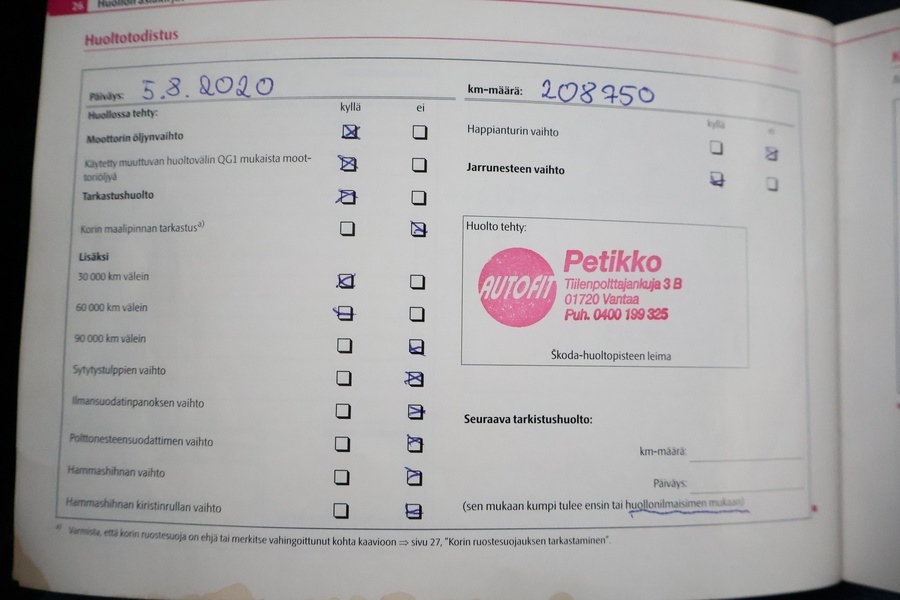 26
Huoltotodistus
Päiväys: 5.8.2020
Huollossa tehty:
kyllä ei
Moottorin öljynvaihto
Käytetty muuttuvan huoltovälin QG1 mukaista moot-
toriöljyä
Tarkastushuolto
Korin maalipinnan tarkastus a)
Lisäksi
30 000 km välein
60 000 km välein
90 000 km välein
Sytytystulppien vaihto
Ilmansuodatinpanoksen vaihto
Polttonesteensuodattimen vaihto
Hammashihnan vaihto
Hammashihnan kiristinrullan vaihto
km-määrä: 208750
kyllä ei
Happianturin vaihto
Jarrunesteen vaihto
Huolto tehty:
AUTOFIT
Petikko
Tiilenpolttajankuja 3 B
01720 Vantaa
Puh. 0400 199 325
Škoda-huoltopisteen leima
Seuraava tarkistushuolto:
km-määrä:
Päiväys:
(sen mukaan kumpi tulee ensin tai huollonilmaisimen mukaan)
a) Varmista, että korin ruostesuoja on ehjä tai merkitse vahingoittunut kohta kaavioon ⇒ sivu 27, "Korin ruostesuojauksen tarkastaminen".